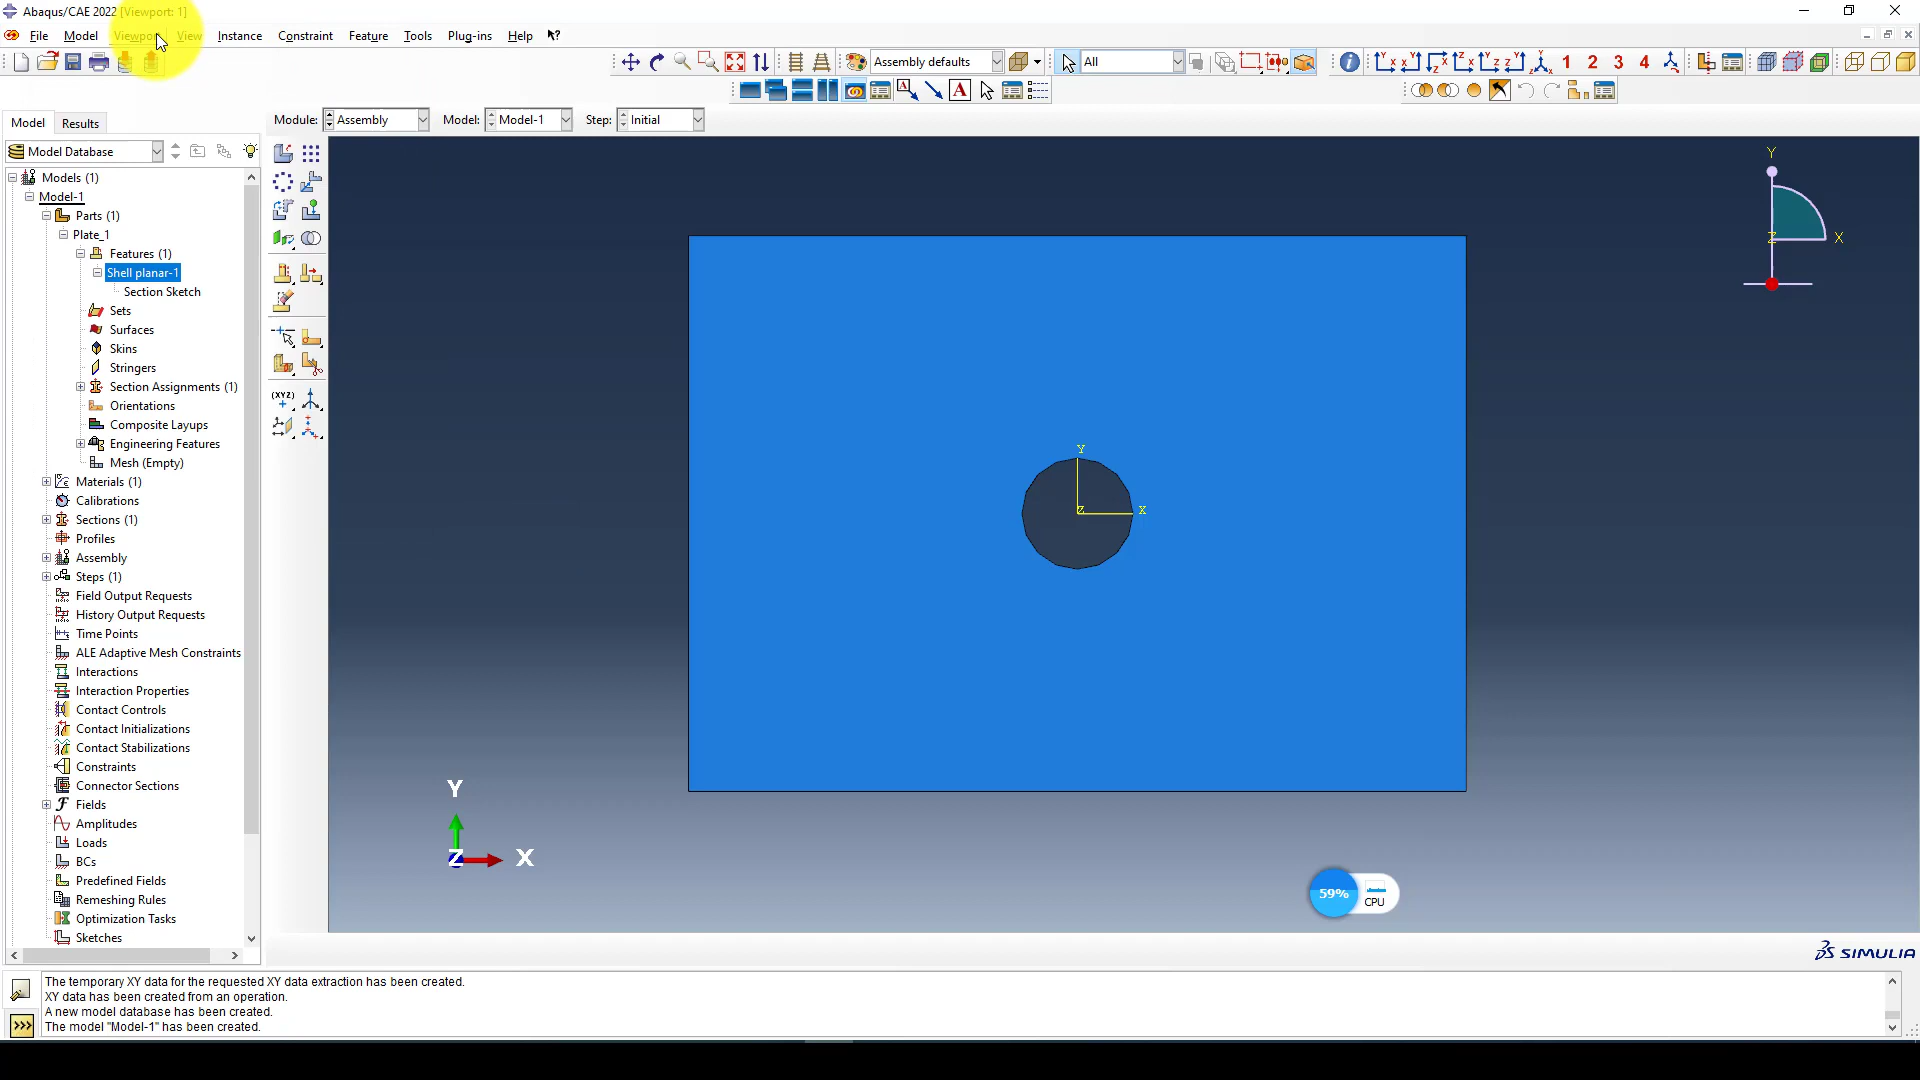 Abaqus/CAE 2022 [Viewport: 1]
File Model Viewport View Instance Constraint Feature Tools Plug-ins Help
Assembly defaults All 1 2 3 4
A
Model Results Module: Assembly Model: Model-1 Step: Initial
Model Database
Models (1)
Model-1
Parts (1)
Plate_1
Features (1)
Shell planar-1
Section Sketch
Sets
Surfaces
Skins
Stringers
Section Assignments (1)
Orientations
Composite Layups
Engineering Features
Mesh (Empty)
Materials (1)
Calibrations
Sections (1)
Profiles
Assembly
Steps (1)
Field Output Requests
History Output Requests
Time Points
ALE Adaptive Mesh Constraints
Interactions
Interaction Properties
Contact Controls
Contact Initializations
Contact Stabilizations
Constraints
Connector Sections
Fields
Amplitudes
Loads
BCs
Predefined Fields
Remeshing Rules
Optimization Tasks
Sketches
(XYZ)
Y
Z X
Y
Z X
Y
Z X
59% CPU
SIMULIA
The temporary XY data for the requested XY data extraction has been created.
XY data has been created from an operation.
A new model database has been created.
The model "Model-1" has been created.
>>>